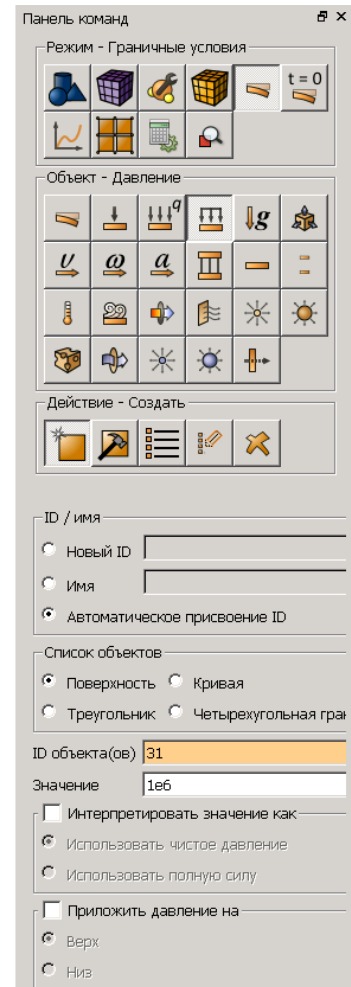 Панель команд
Режим - Граничные условия
t = 0
Объект - Давление
q
g
υ ω a
Действие - Создать
ID / имя
Новый ID
Имя
Автоматическое присвоение ID
Список объектов
Поверхность Кривая
Треугольник Четырехугольная гран
ID объекта(ов) 31
Значение 1e6
Интерпретировать значение как
Использовать чистое давление
Использовать полную силу
Приложить давление на
Верх
Низ